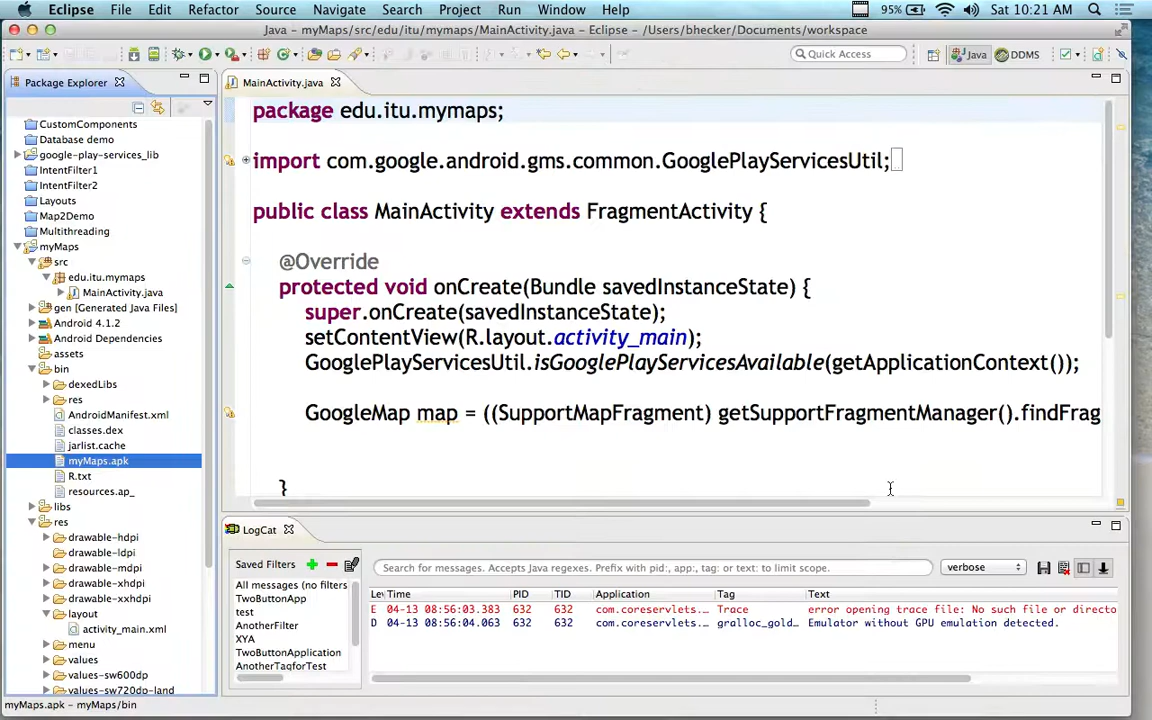 Eclipse File Edit Refactor Source Navigate Search Project Run Window Help 95% Sat 10:21 AM
Java - myMaps/src/edu/itu/mymaps/MainActivity.java - Eclipse - /Users/bhecker/Documents/workspace
Quick Access Java DDMS
Package Explorer
CustomComponents
Database demo
google-play-services_lib
IntentFilter1
IntentFilter2
Layouts
Map2Demo
Multithreading
myMaps
src
edu.itu.mymaps
MainActivity.java
gen [Generated Java Files]
Android 4.1.2
Android Dependencies
assets
bin
dexedLibs
res
AndroidManifest.xml
classes.dex
jarlist.cache
myMaps.apk
R.txt
resources.ap_
libs
res
drawable-hdpi
drawable-ldpi
drawable-mdpi
drawable-xhdpi
drawable-xxhdpi
layout
activity_main.xml
menu
values
values-sw600dp
values-sw720dp-land
MainActivity.java
package edu.itu.mymaps;
import com.google.android.gms.common.GooglePlayServicesUtil;
public class MainActivity extends FragmentActivity {
@Override
protected void onCreate(Bundle savedInstanceState) {
super.onCreate(savedInstanceState);
setContentView(R.layout.activity_main);
GooglePlayServicesUtil.isGooglePlayServicesAvailable(getApplicationContext());
GoogleMap map = ((SupportMapFragment) getSupportFragmentManager().findFrag
}
LogCat
Saved Filters
All messages (no filters
TwoButtonApp
test
AnotherFilter
XYA
TwoButtonApplication
AnotherTagforTest
Search for messages. Accepts Java regexes. Prefix with pid:, app:, tag: or text: to limit scope. verbose
Le Time PID TID Application Tag Text
E 04-13 08:56:03.383 632 632 com.coreservlets... Trace error opening trace file: No such file or directo
D 04-13 08:56:04.063 632 632 com.coreservlets... gralloc_gold... Emulator without GPU emulation detected.
myMaps.apk - myMaps/bin